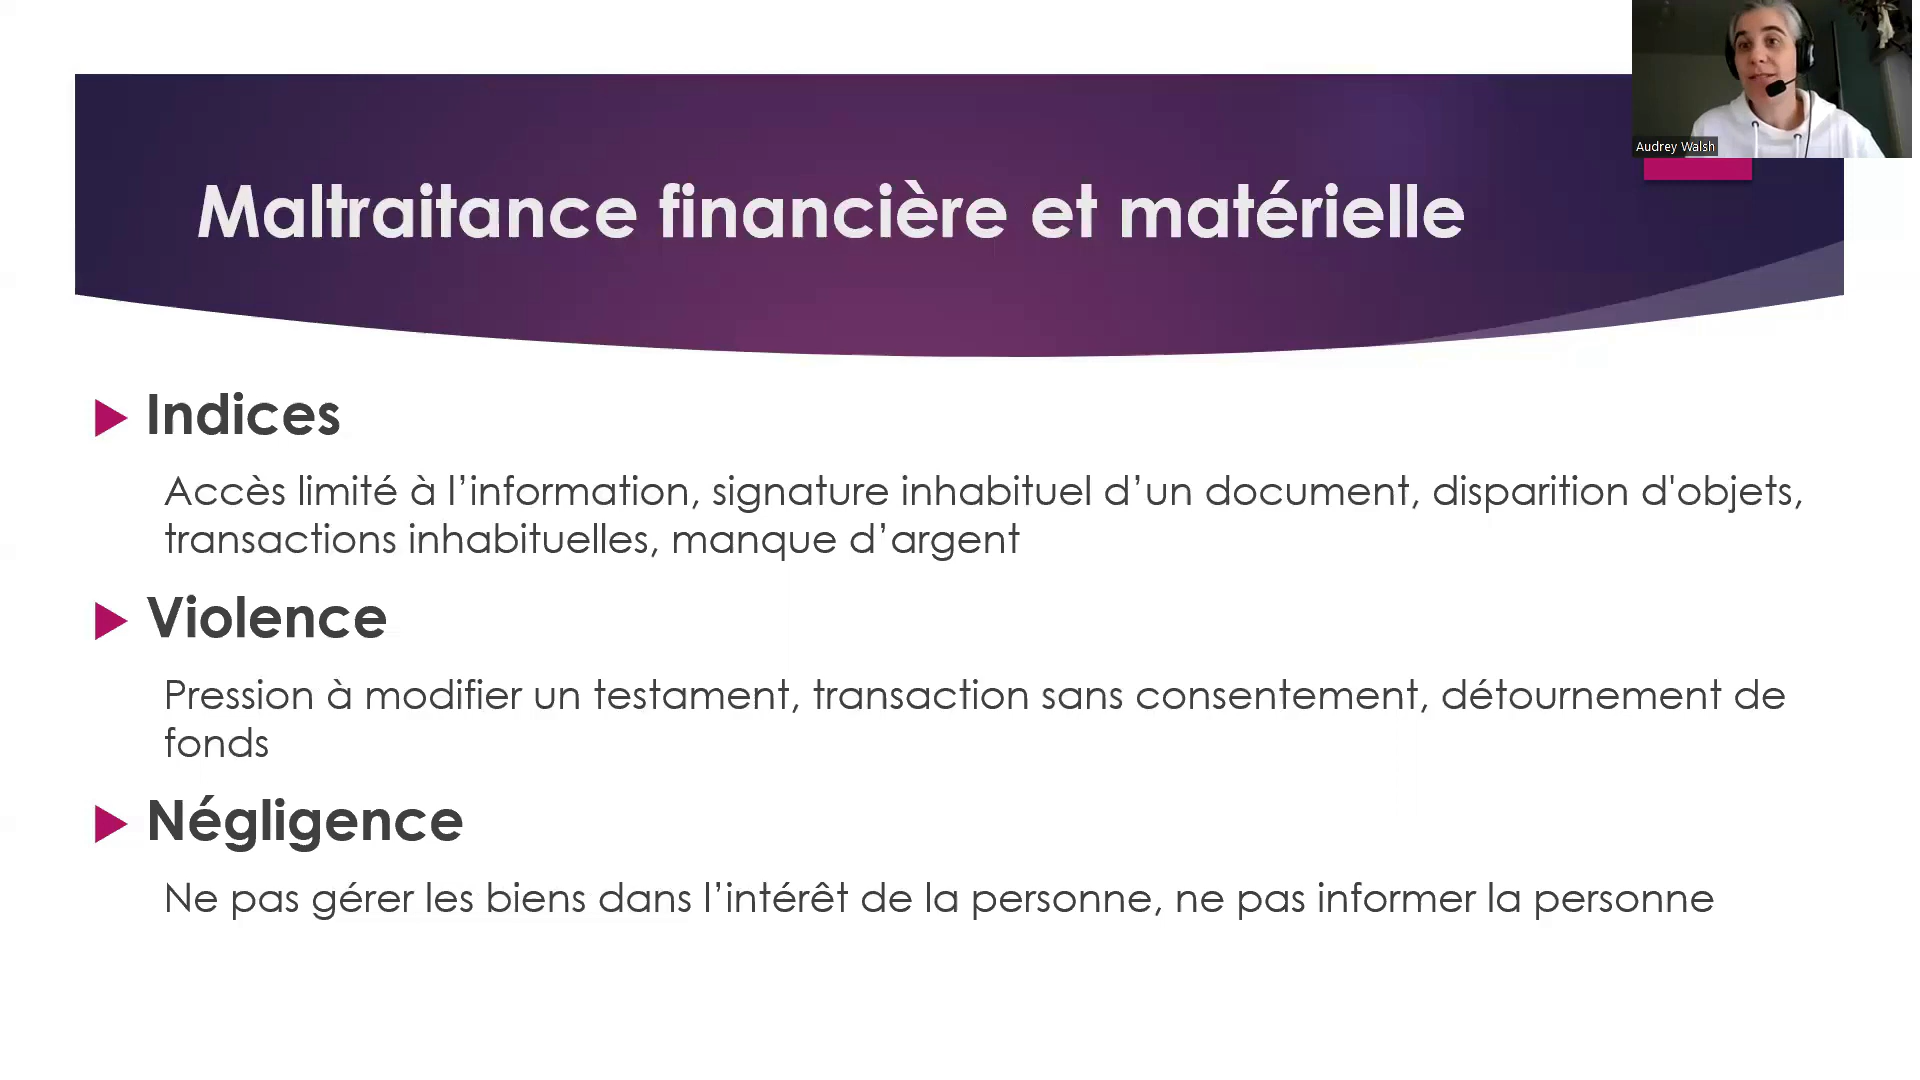 Audrey Walsh
Maltraitance financière et matérielle
Indices
Accès limité à l’information, signature inhabituel d’un document, disparition d'objets,
transactions inhabituelles, manque d’argent
Violence
Pression à modifier un testament, transaction sans consentement, détournement de
fonds
Négligence
Ne pas gérer les biens dans l’intérêt de la personne, ne pas informer la personne